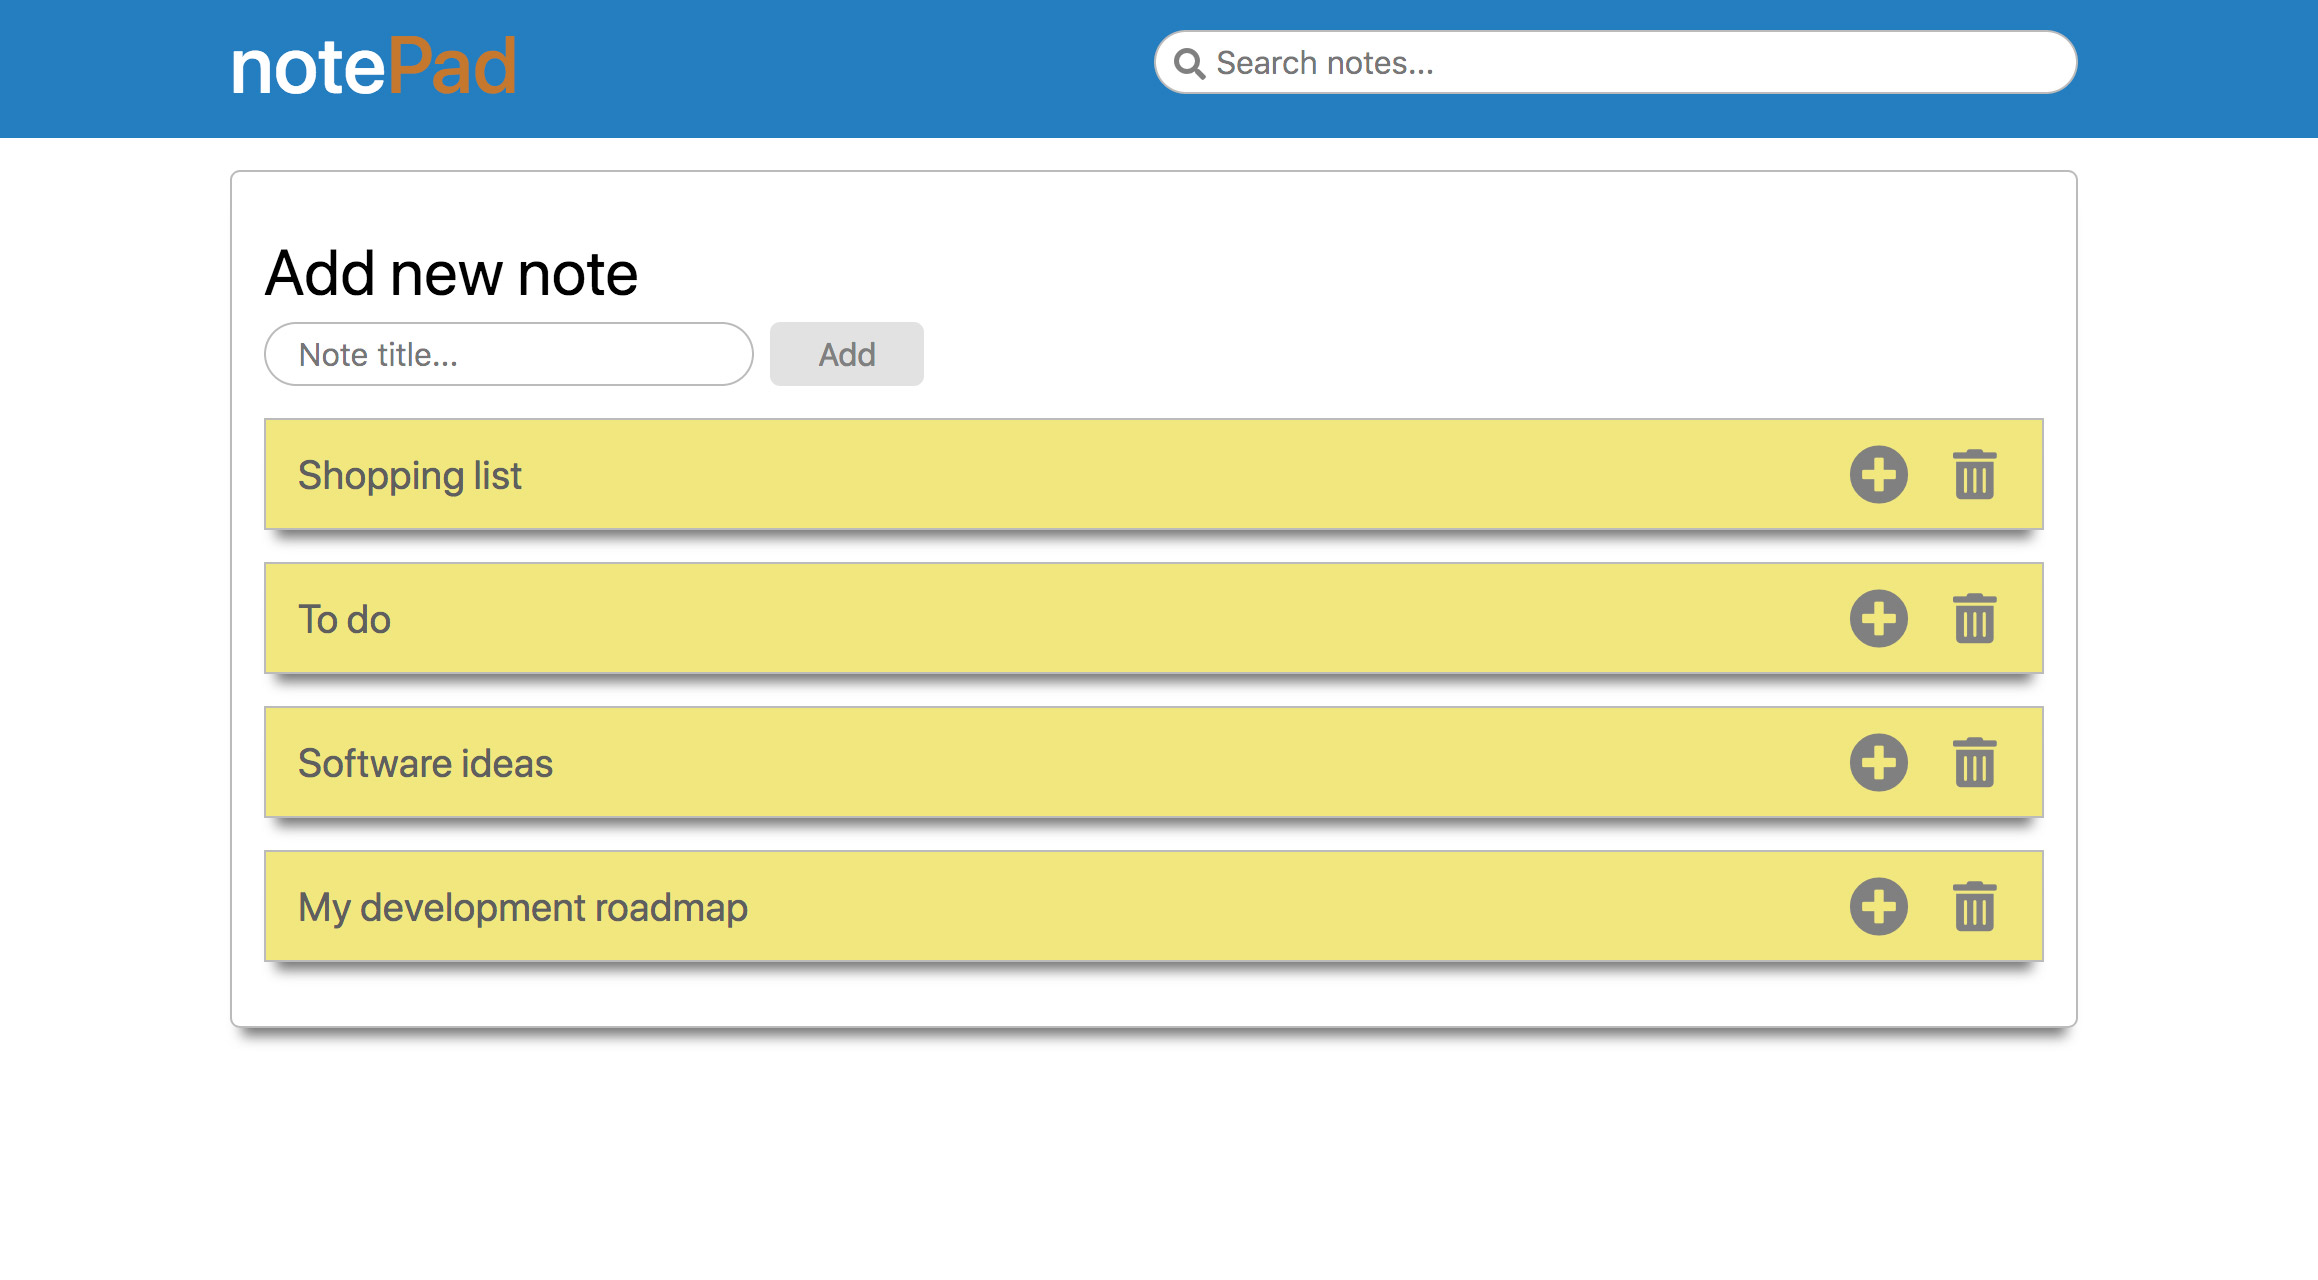 notePad
Search notes...
Add new note
Note title...
Add
Shopping list
To do
Software ideas
My development roadmap